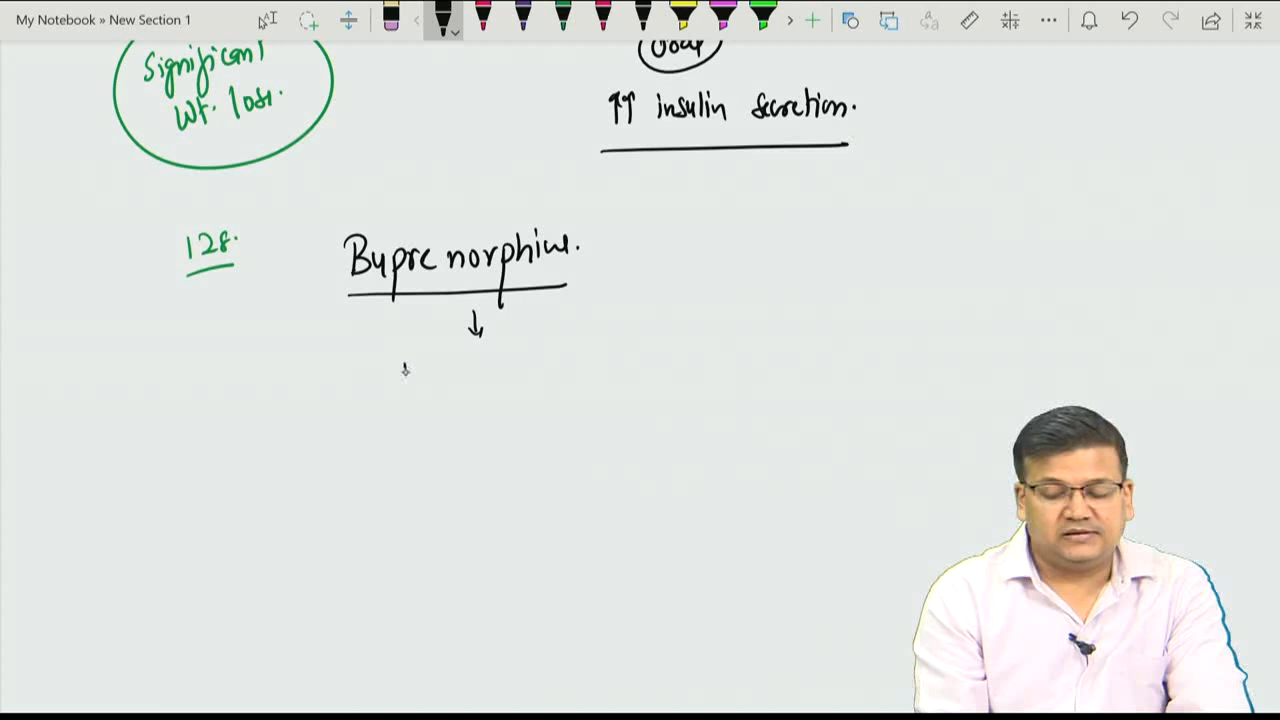 My Notebook » New Section 1
Significant
Wt. loss.
↑↑ insulin secretion.
128.
Buprenorphine.
↓